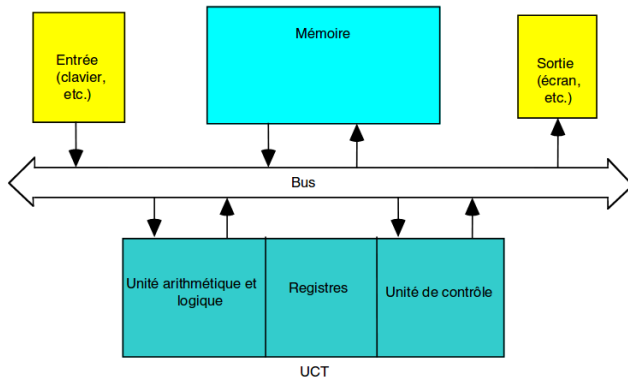 Entrée
(clavier,
etc.)
Mémoire
Sortie
(écran,
etc.)
Bus
Unité arithmétique et
logique
Registres
Unité de contrôle
UCT